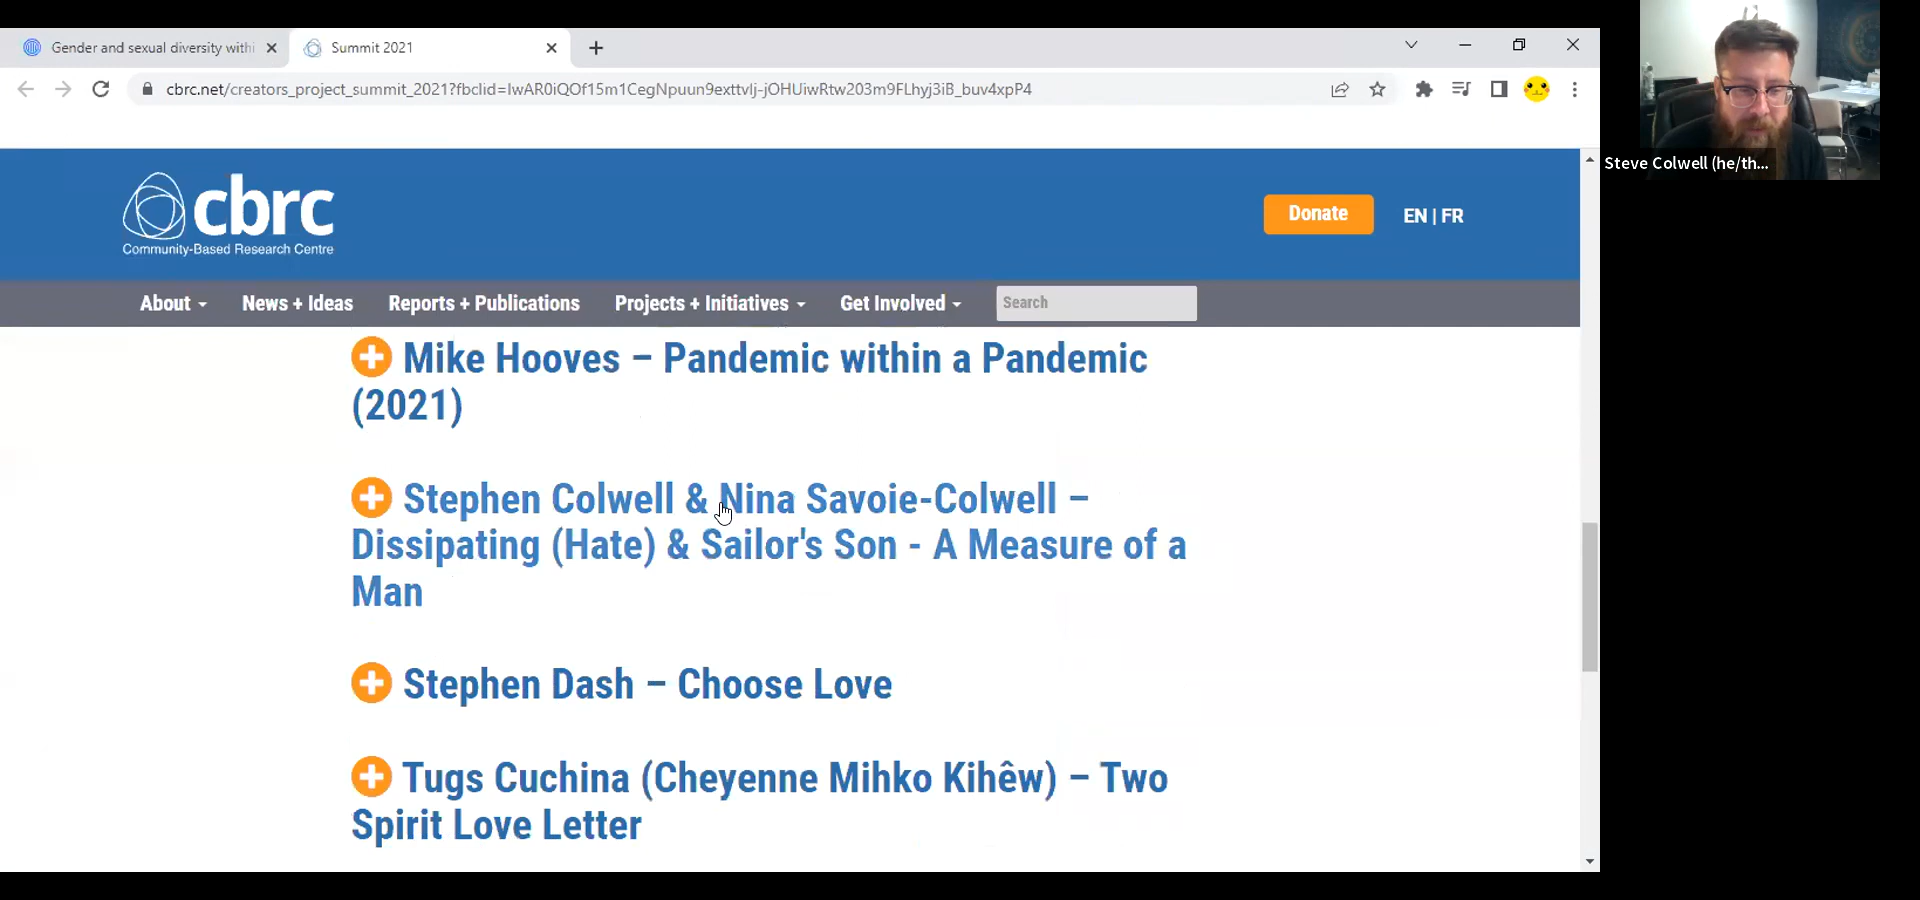 Gender and sexual diversity withi
Summit 2021
cbrc.net/creators_project_summit_2021?fbclid=IwAR0iQOf15m1CegNpuun9exttvlj-jOHUiwRtw203m9FLhyj3iB_buv4xpP4
Steve Colwell (he/th...
cbrc
Community-Based Research Centre
Donate
EN | FR
About
News + Ideas
Reports + Publications
Projects + Initiatives
Get Involved
Search
Mike Hooves – Pandemic within a Pandemic
(2021)
Stephen Colwell & Nina Savoie-Colwell –
Dissipating (Hate) & Sailor's Son - A Measure of a
Man
Stephen Dash – Choose Love
Tugs Cuchina (Cheyenne Mihko Kihêw) – Two
Spirit Love Letter